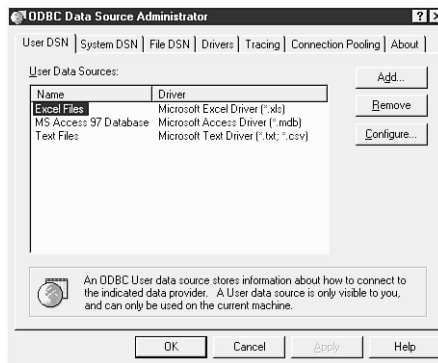 ODBC Data Source Administrator
User DSN System DSN File DSN Drivers Tracing Connection Pooling About
User Data Sources:
Name Driver
Excel Files Microsoft Excel Driver (*.xls)
MS Access 97 Database Microsoft Access Driver (*.mdb)
Text Files Microsoft Text Driver (*.txt; *.csv)
Add...
Remove
Configure...
An ODBC User data source stores information about how to connect to
the indicated data provider. A User data source is only visible to you,
and can only be used on the current machine.
OK Cancel Apply Help